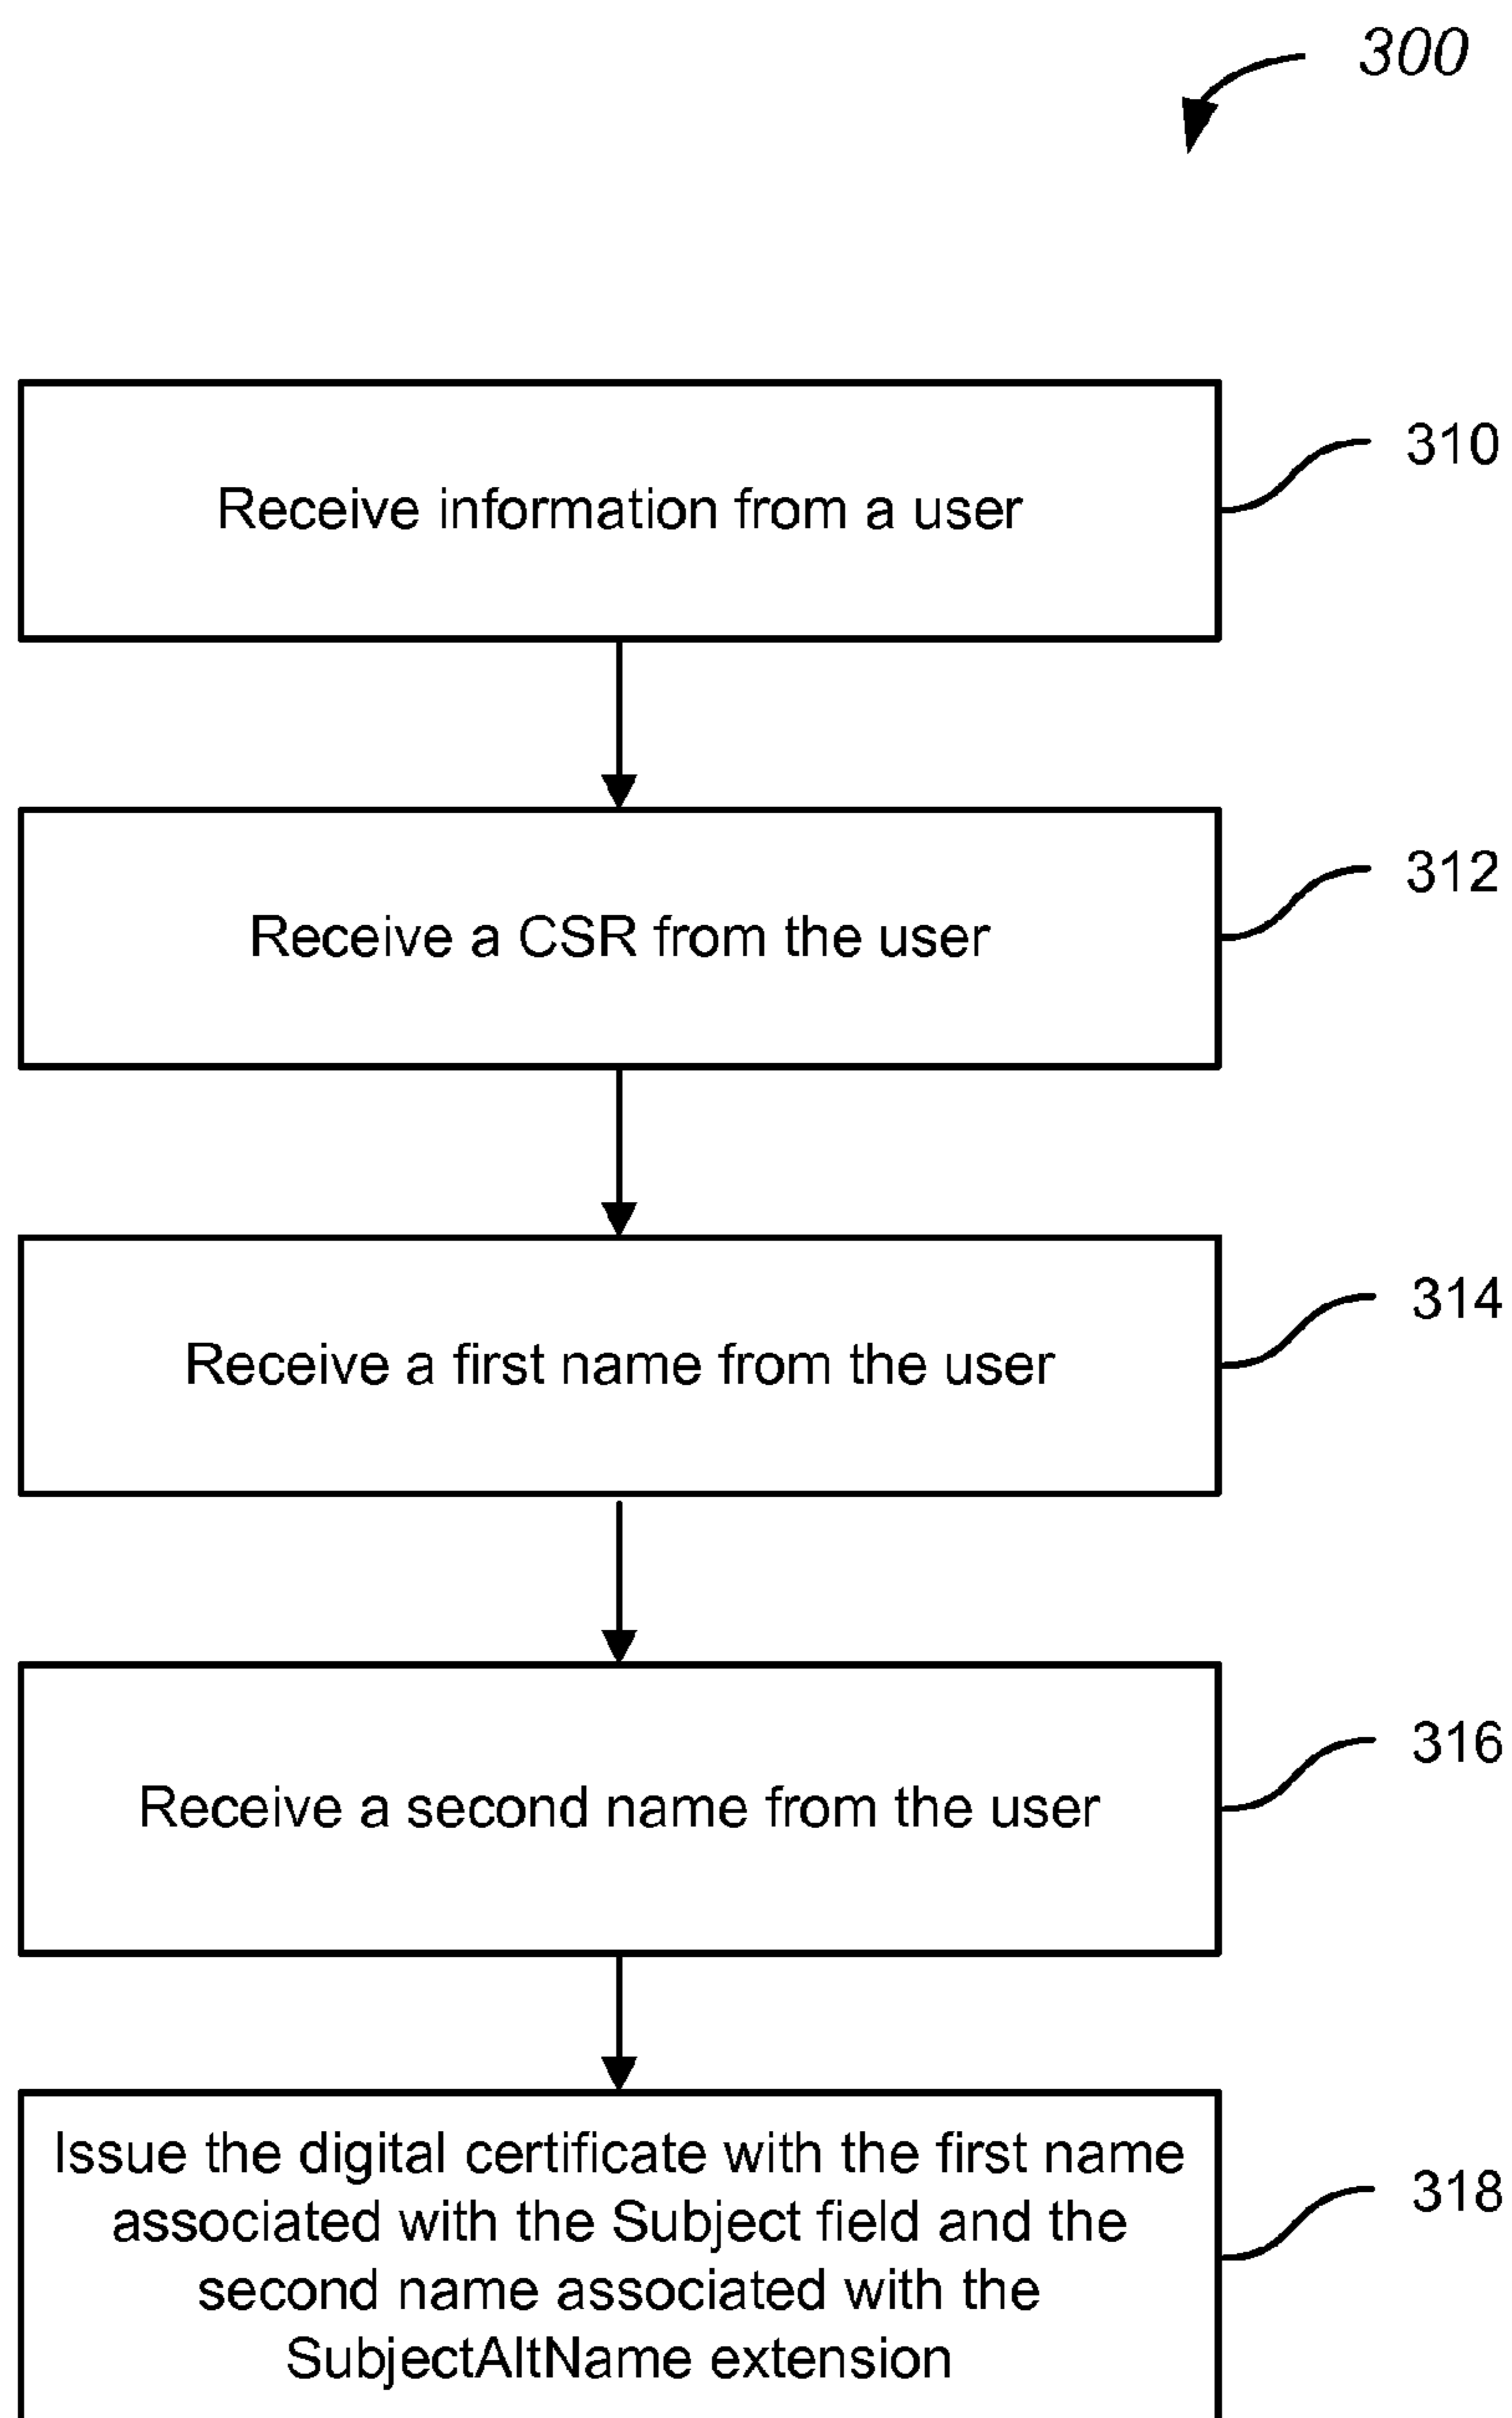 300
Receive information from a user
310
Receive a CSR from the user
312
Receive a first name from the user
314
Receive a second name from the user
316
Issue the digital certificate with the first name
associated with the Subject field and the
second name associated with the
SubjectAltName extension
318